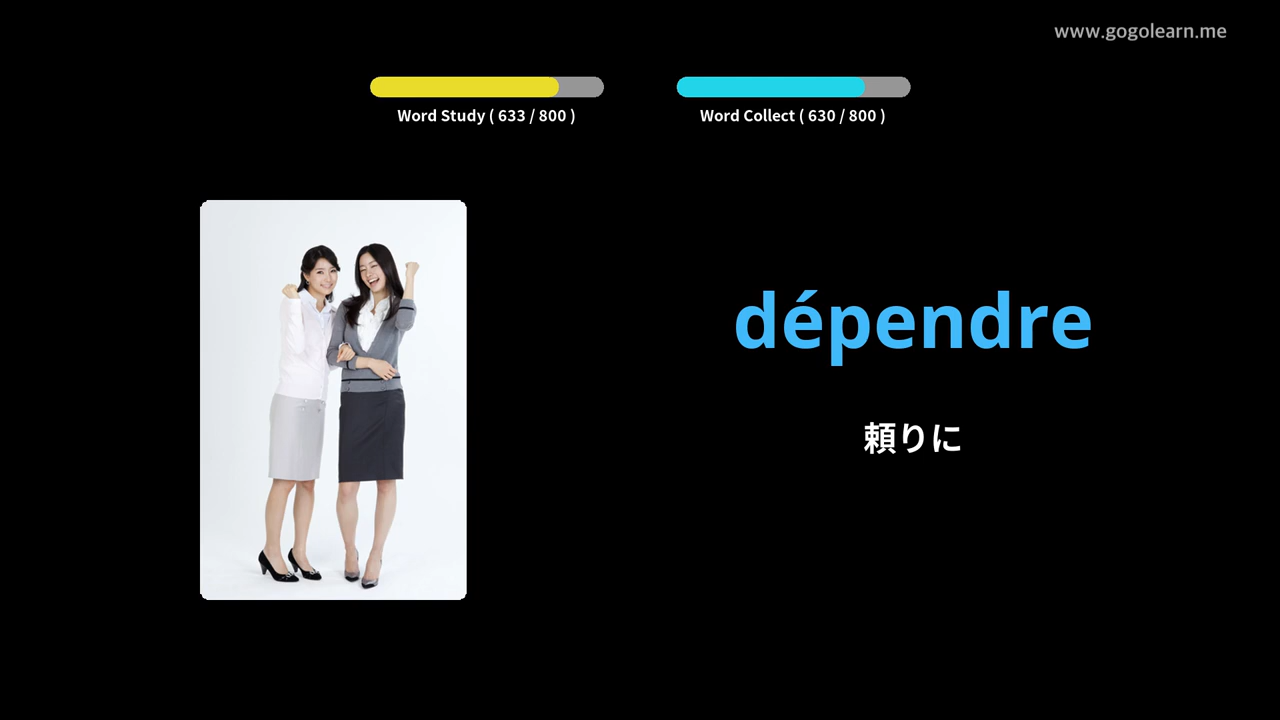 www.gogolearn.me
Word Study ( 633 / 800 )
Word Collect ( 630 / 800 )
dépendre
頼りに